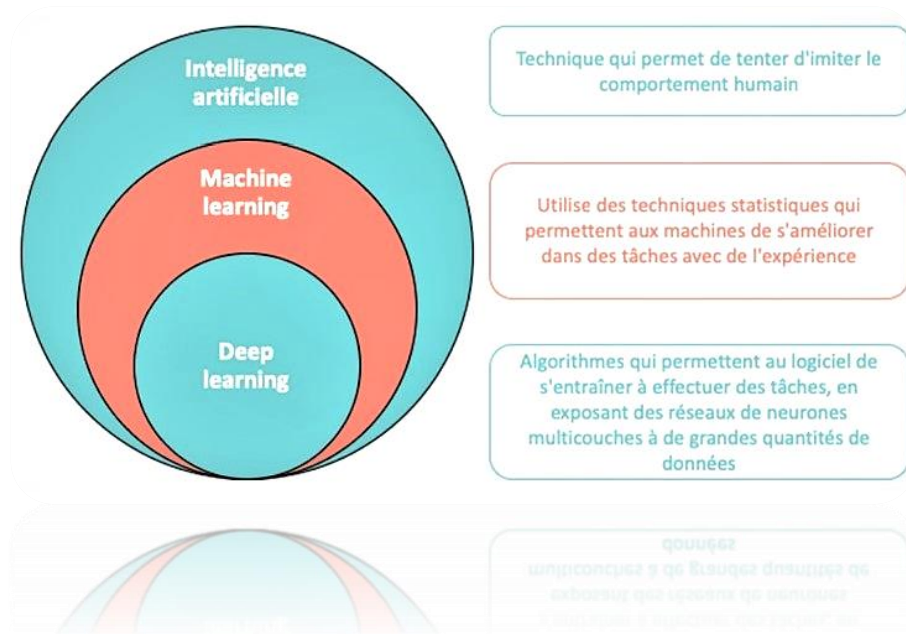 Intelligence
artificielle
Technique qui permet de tenter d'imiter le
comportement humain
Machine
learning
Utilise des techniques statistiques qui
permettent aux machines de s'améliorer
dans des tâches avec de l'expérience
Deep
learning
Algorithmes qui permettent au logiciel de
s'entraîner à effectuer des tâches, en
exposant des réseaux de neurones
multicouches à de grandes quantités de
données